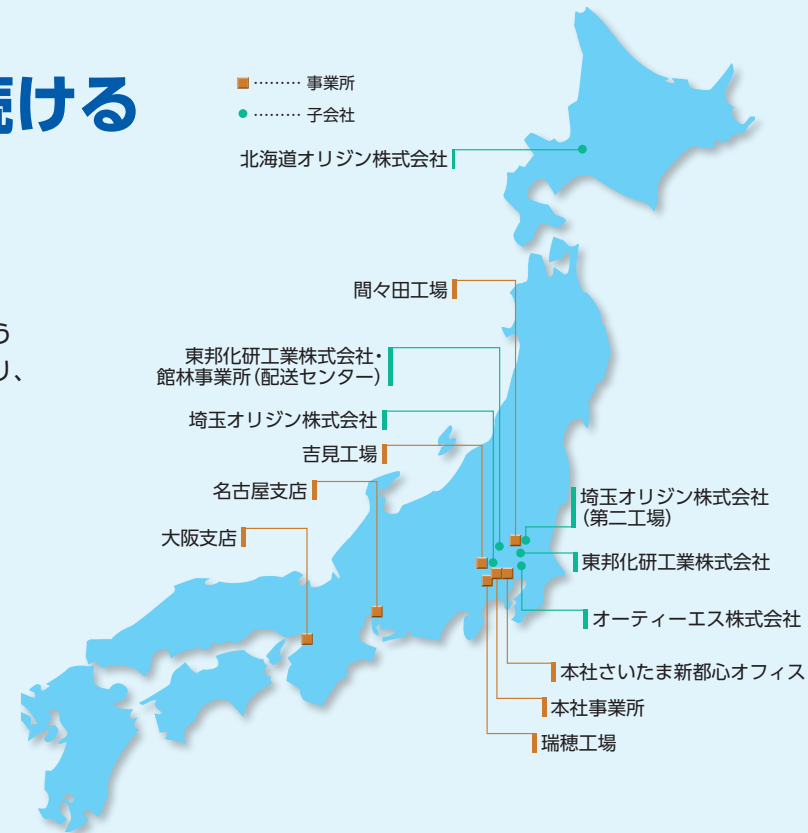 続ける
う
り、
……… 事業所
……… 子会社
北海道オリジン株式会社
間々田工場
東邦化研工業株式会社・
館林事業所(配送センター)
埼玉オリジン株式会社
吉見工場
名古屋支店
大阪支店
埼玉オリジン株式会社
(第二工場)
東邦化研工業株式会社
オーティーエス株式会社
本社さいたま新都心オフィス
本社事業所
瑞穂工場